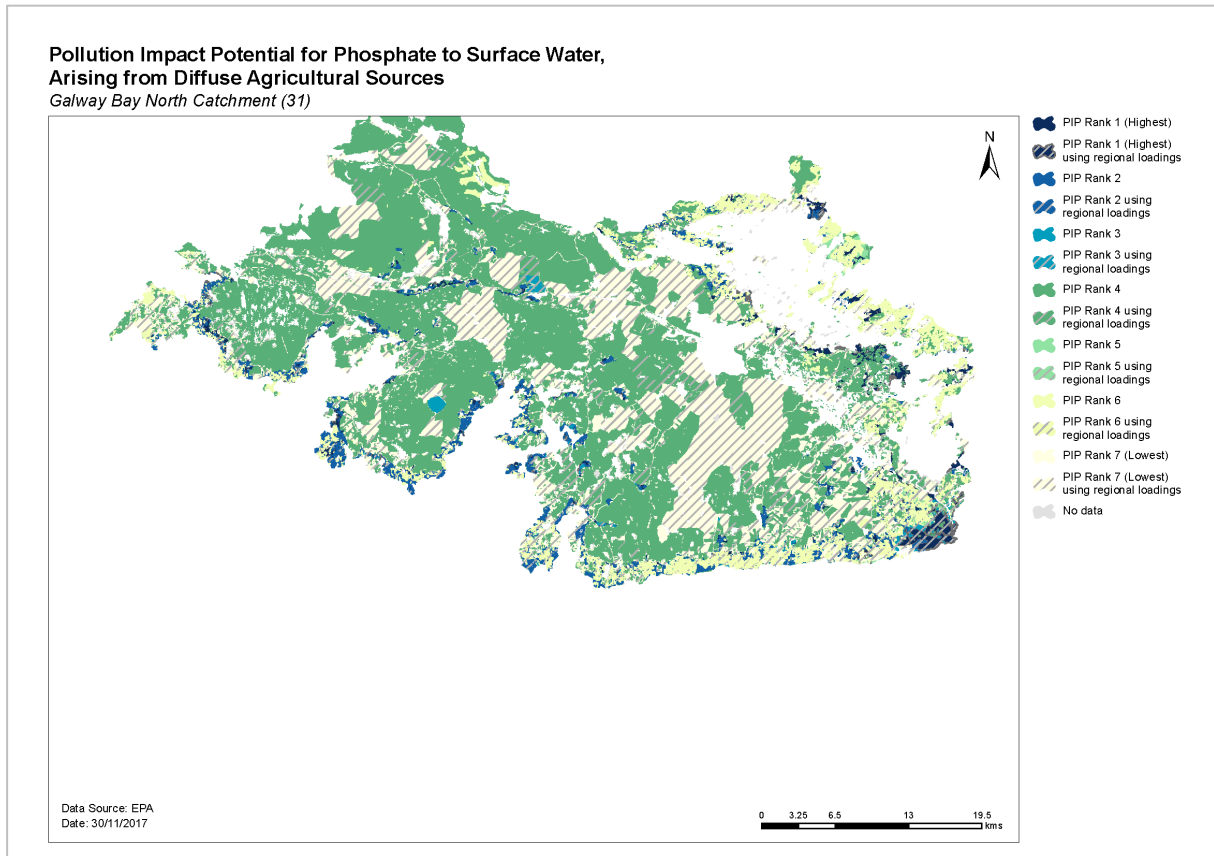 Pollution Impact Potential for Phosphate to Surface Water,
Arising from Diffuse Agricultural Sources
Galway Bay North Catchment (31)
N
PIP Rank 1 (Highest)
PIP Rank 1 (Highest)
using regional loadings
PIP Rank 2
PIP Rank 2 using
regional loadings
PIP Rank 3
PIP Rank 3 using
regional loadings
PIP Rank 4
PIP Rank 4 using
regional loadings
PIP Rank 5
PIP Rank 5 using
regional loadings
PIP Rank 6
PIP Rank 6 using
regional loadings
PIP Rank 7 (Lowest)
PIP Rank 7 (Lowest)
using regional loadings
No data
Data Source: EPA
Date: 30/11/2017
0 3.25 6.5 13 19.5
kms